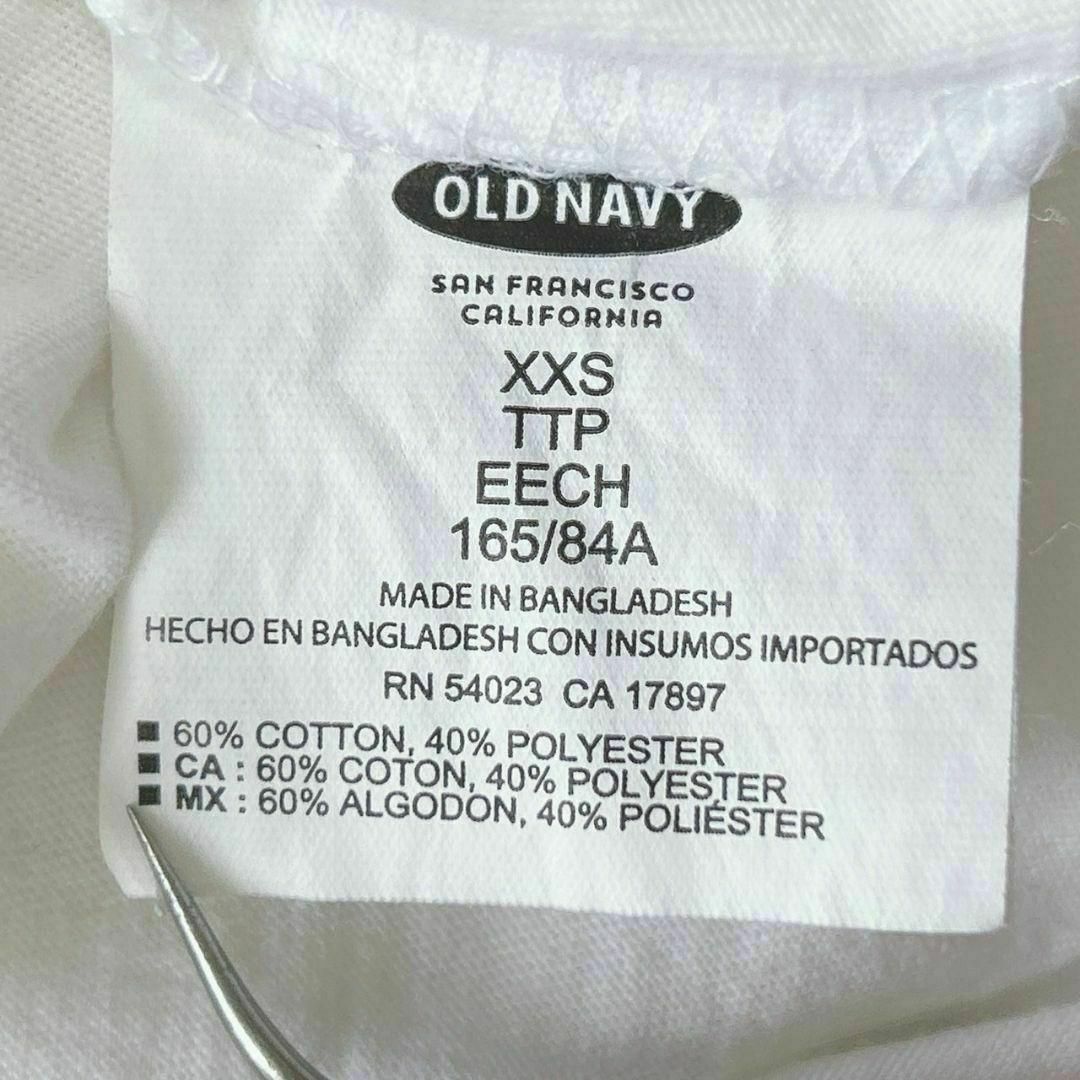 OLD NAVY
SAN FRANCISCO
CALIFORNIA
XXS
TTP
EECH
165/84A
MADE IN BANGLADESH
HECHO EN BANGLADESH CON INSUMOS IMPORTADOS
RN 54023 CA 17897
■ 60% COTTON, 40% POLYESTER
■ CA : 60% COTON, 40% POLYESTER
■ MX : 60% ALGODON, 40% POLIÉSTER